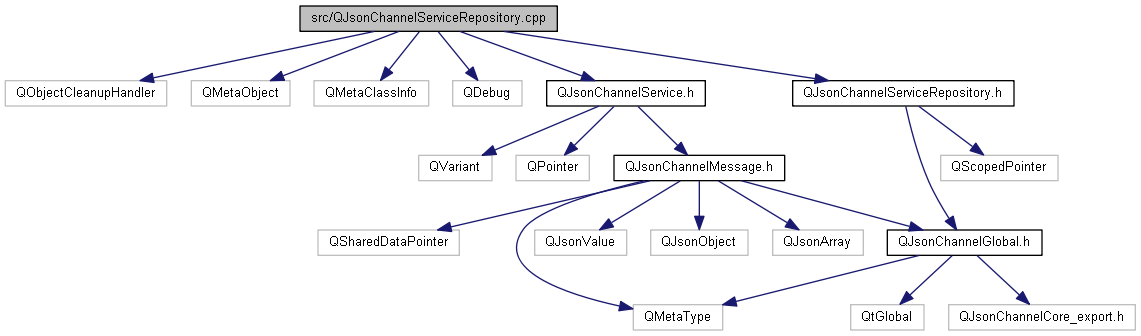 src/QJsonChannelServiceRepository.cpp
QObjectCleanupHandler
QMetaObject
QMetaClassInfo
QDebug
QJsonChannelService.h
QJsonChannelServiceRepository.h
QVariant
QPointer
QJsonChannelMessage.h
QScopedPointer
QSharedDataPointer
QJsonValue
QJsonObject
QJsonArray
QJsonChannelGlobal.h
QMetaType
QtGlobal
QJsonChannelCore_export.h